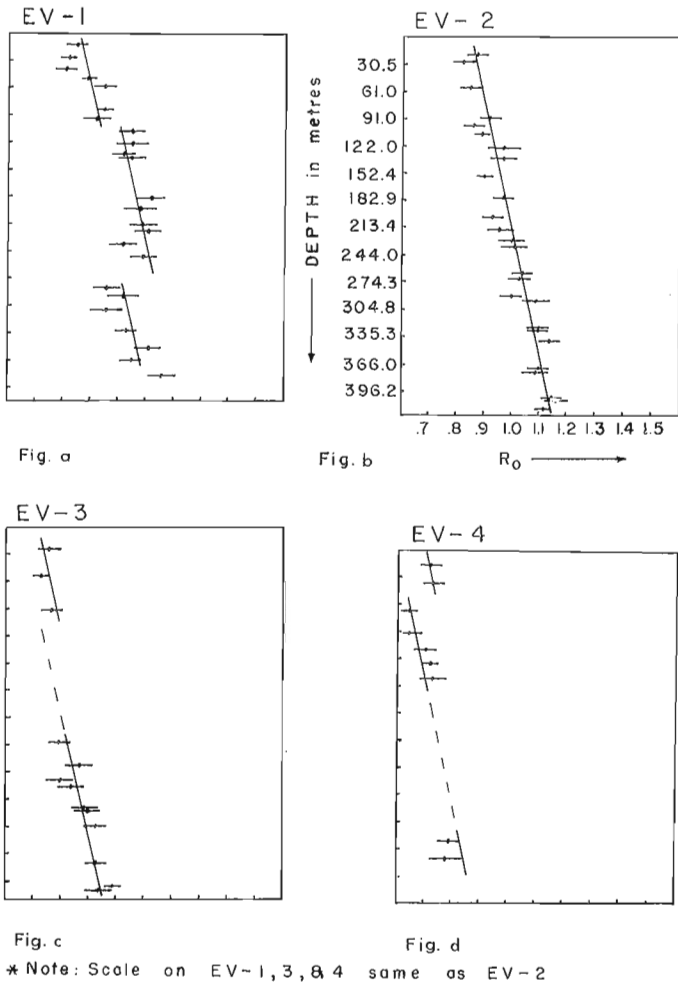 EV-1
EV-2
DEPTH in metres
30.5
61.0
91.0
122.0
152.4
182.9
213.4
244.0
274.3
304.8
335.3
366.0
396.2
.7 .8 .9 1.0 1.1 1.2 1.3 1.4 1.5
Fig. a
Fig. b
Ro
EV-3
EV-4
Fig. c
Fig. d
* Note: Scale on EV-1,3,&4 same as EV-2